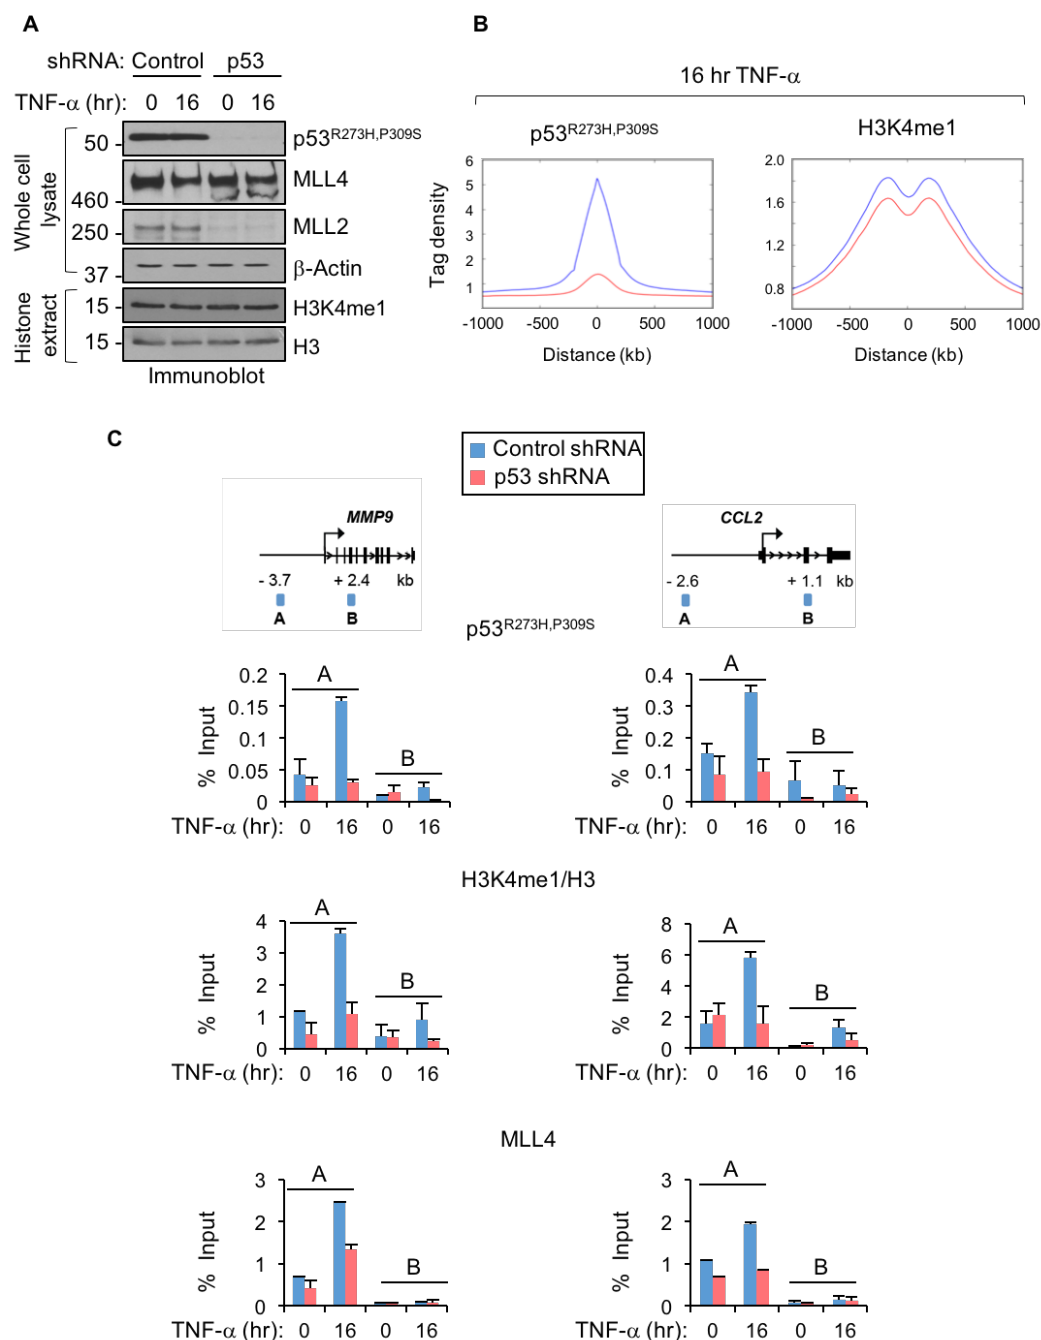 A
shRNA: Control p53
TNF-α (hr): 0 16 0 16
Whole cell lysate
50 - p53R273H,P309S
MLL4
460 -
250 - MLL2
37 - β-Actin
Histone extract
15 - H3K4me1
15 - H3
Immunoblot
B
16 hr TNF-α
p53R273H,P309S H3K4me1
Tag density
6
5
4
3
2
1
-1000 -500 0 500 1000
Distance (kb)
2.0
1.6
1.2
0.8
-1000 -500 0 500 1000
Distance (kb)
C
Control shRNA
p53 shRNA
MMP9
- 3.7 + 2.4 kb
A B
CCL2
- 2.6 + 1.1 kb
A B
p53R273H,P309S
% Input
0.2
0.15
0.1
0.05
0
A
B
TNF-α (hr): 0 16 0 16
% Input
0.4
0.3
0.2
0.1
0
A
B
TNF-α (hr): 0 16 0 16
H3K4me1/H3
% Input
4
3
2
1
0
A
B
TNF-α (hr): 0 16 0 16
% Input
8
6
4
2
0
A
B
TNF-α (hr): 0 16 0 16
MLL4
% Input
3
2
1
0
A
B
TNF-α (hr): 0 16 0 16
% Input
3
2
1
0
A
B
TNF-α (hr): 0 16 0 16